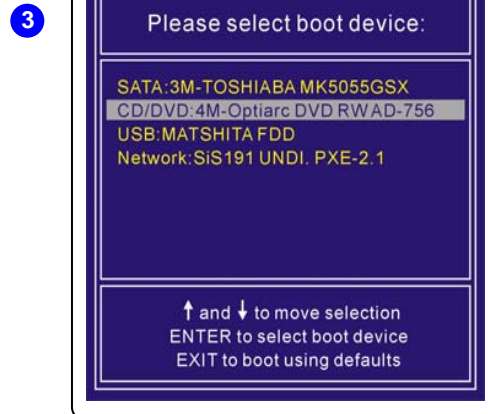 3
Please select boot device:
SATA:3M-TOSHIABA MK5055GSX
CD/DVD:4M-Optiarc DVD RW AD-756
USB:MATSHITA FDD
Network:SiS191 UNDI. PXE-2.1
↑ and ↓ to move selection
ENTER to select boot device
EXIT to boot using defaults